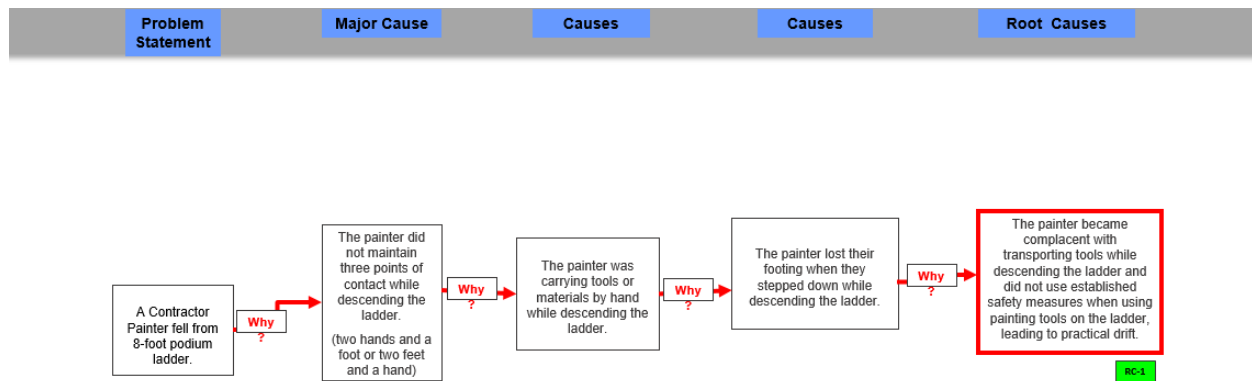 Problem
Statement
Major Cause
Causes
Causes
Root Causes
A Contractor
Painter fell from
8-foot podium
ladder.
Why
?
The painter did
not maintain
three points of
contact while
descending the
ladder.
(two hands and a
foot or two feet
and a hand)
Why
?
The painter was
carrying tools or
materials by hand
while descending the
ladder.
Why
?
The painter lost their
footing when they
stepped down while
descending the ladder.
Why
?
The painter became
complacent with
transporting tools while
descending the ladder and
did not use established
safety measures when using
painting tools on the ladder,
leading to practical drift.
RC-1